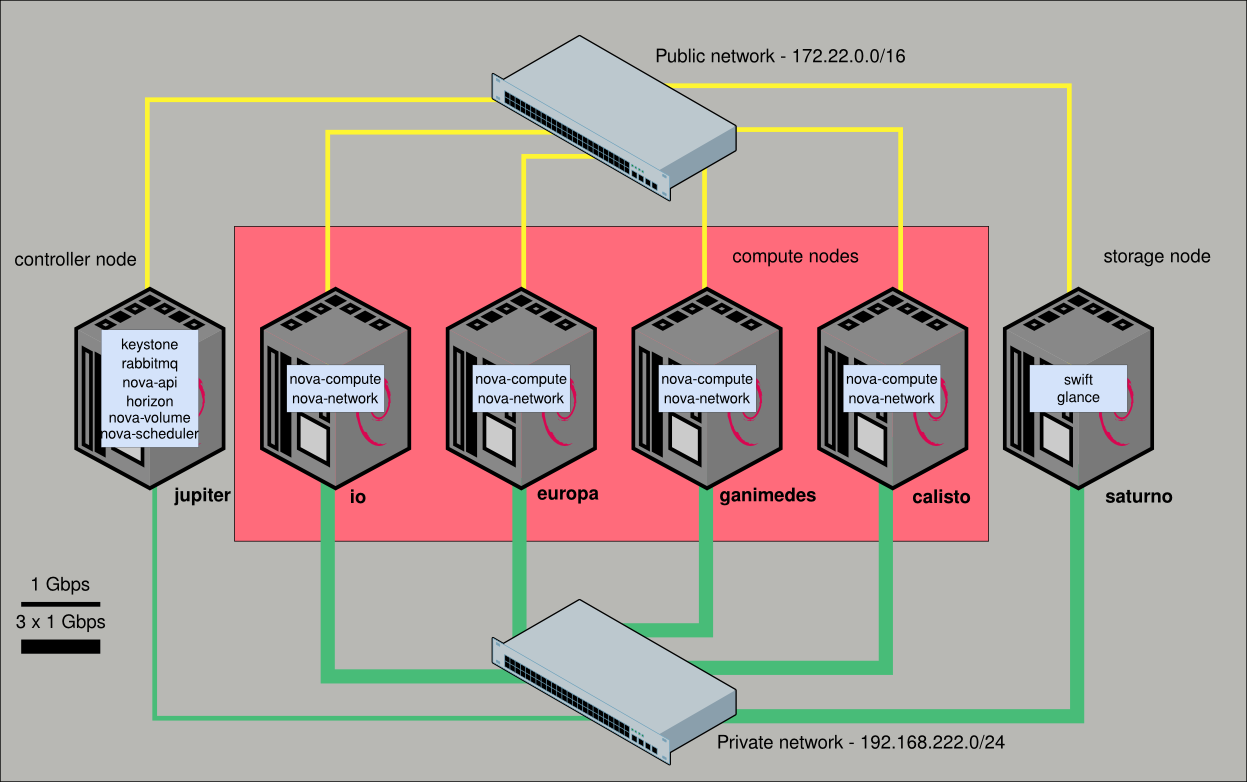 Public network - 172.22.0.0/16
controller node
compute nodes
storage node
keystone
rabbitmq
nova-api
horizon
nova-volume
nova-scheduler
nova-compute
nova-network
nova-compute
nova-network
nova-compute
nova-network
nova-compute
nova-network
swift
glance
jupiter
io
europa
ganimedes
calisto
saturno
1 Gbps
3 x 1 Gbps
Private network - 192.168.222.0/24